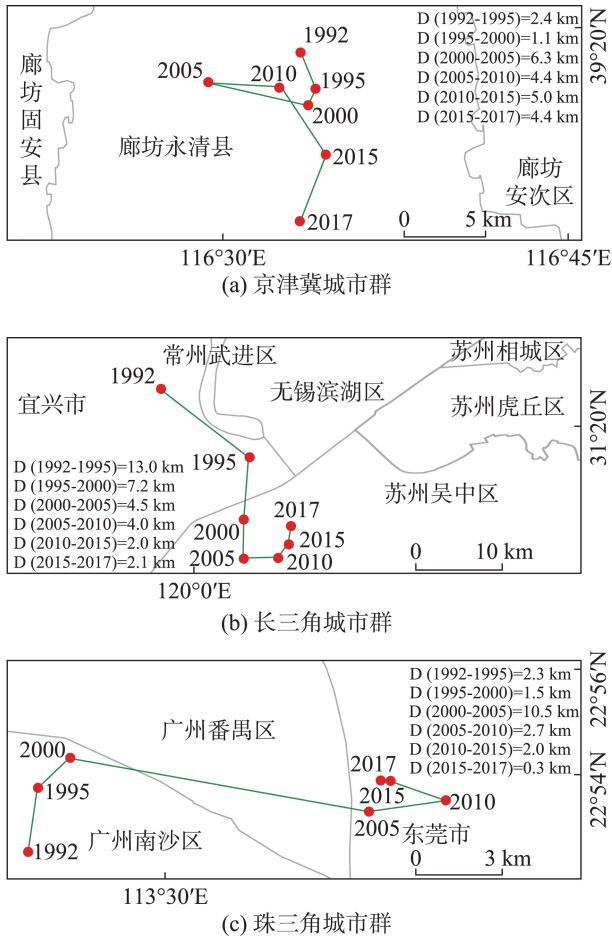 1992
D (1992-1995)=2.4 km
D (1995-2000)=1.1 km
D (2000-2005)=6.3 km
D (2005-2010)=4.4 km
D (2010-2015)=5.0 km
D (2015-2017)=4.4 km
39°20′N
廊坊固安县
2005
2010
1995
2000
廊坊永清县
2015
廊坊
安次区
2017
0 5 km
116°30′E
116°45′E
(a) 京津冀城市群
常州武进区
苏州相城区
1992
宜兴市
无锡滨湖区
苏州虎丘区
31°20′N
1995
D (1992-1995)=13.0 km
D (1995-2000)=7.2 km
D (2000-2005)=4.5 km
D (2005-2010)=4.0 km
D (2010-2015)=2.0 km
D (2015-2017)=2.1 km
苏州吴中区
2017
2000
2015
2005
2010
0 10 km
120°0′E
(b) 长三角城市群
D (1992-1995)=2.3 km
D (1995-2000)=1.5 km
D (2000-2005)=10.5 km
D (2005-2010)=2.7 km
D (2010-2015)=2.0 km
D (2015-2017)=0.3 km
22°56′N
22°54′N
广州番禺区
2000
2017
1995
2015
2010
2005
广州南沙区
东莞市
1992
0 3 km
113°30′E
(c) 珠三角城市群